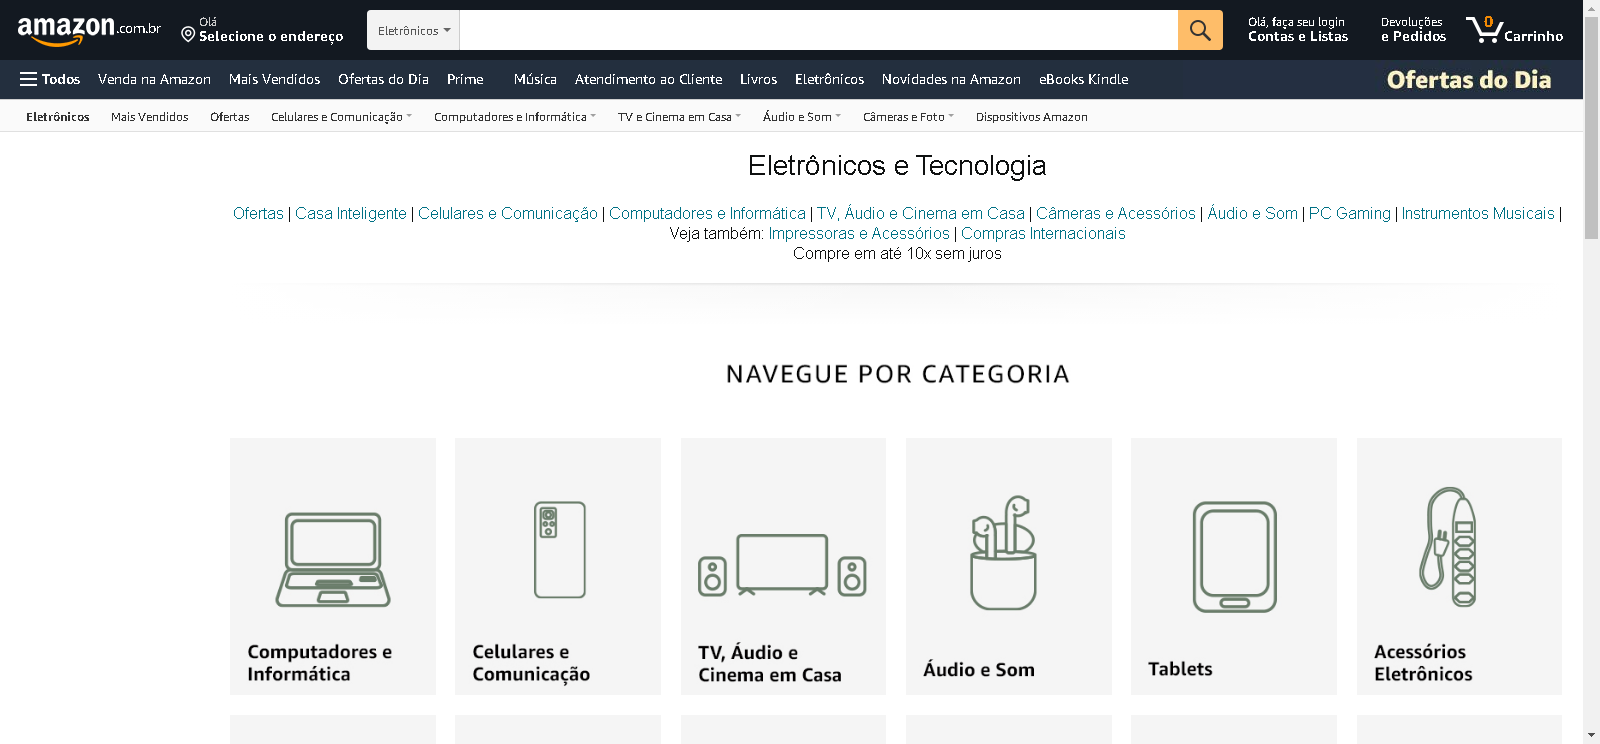 amazon.com.br
Olá
Selecione o endereço
Eletrônicos
Olá, faça seu login
Contas e Listas
Devoluções
e Pedidos
0
Carrinho
Todos Venda na Amazon Mais Vendidos Ofertas do Dia Prime Música Atendimento ao Cliente Livros Eletrônicos Novidades na Amazon eBooks Kindle
Ofertas do Dia
Eletrônicos Mais Vendidos Ofertas Celulares e Comunicação Computadores e Informática TV e Cinema em Casa Áudio e Som Câmeras e Foto Dispositivos Amazon
Eletrônicos e Tecnologia
Ofertas | Casa Inteligente | Celulares e Comunicação | Computadores e Informática | TV, Áudio e Cinema em Casa | Câmeras e Acessórios | Áudio e Som | PC Gaming | Instrumentos Musicais |
Veja também: Impressoras e Acessórios | Compras Internacionais
Compre em até 10x sem juros
NAVEGUE POR CATEGORIA
Computadores e
Informática
Celulares e
Comunicação
TV, Áudio e
Cinema em Casa
Áudio e Som
Tablets
Acessórios
Eletrônicos